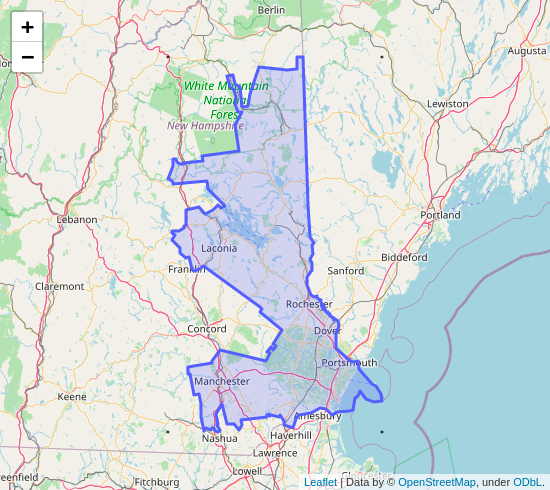 Berlin
+
−
Augusta
White Mountain
National
Forest
New Hampshire
Lewiston
Lebanon
Portland
Laconia
Biddeford
Franklin
Sanford
Claremont
Rochester
Concord
Dover
Portsmouth
Manchester
Keene
Amesbury
Nashua
Haverhill
Lawrence
Lowell
Fitchburg
Leaflet | Data by © OpenStreetMap, under ODbL.